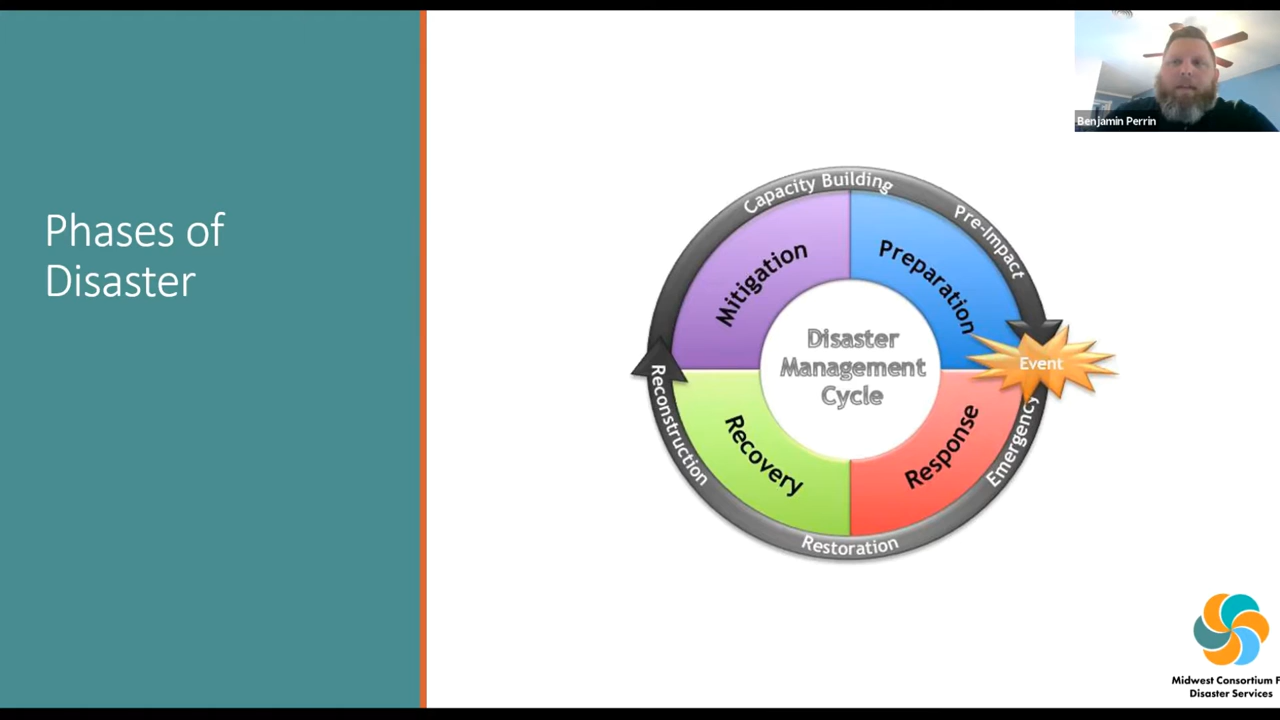 Phases of
Disaster
Benjamin Perrin
Capacity Building
Pre-Impact
Mitigation
Preparation
Disaster
Management
Cycle
Event
Reconstruction
Recovery
Response
Emergency
Restoration
Midwest Consortium F
Disaster Services